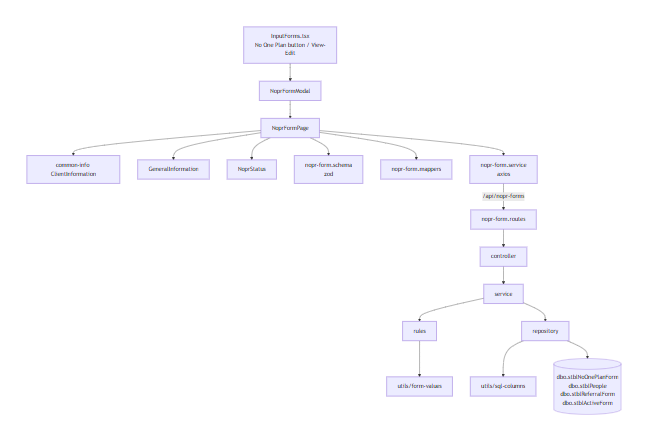 InputForms.tsx
No One Plan button / View-
Edit
NoprFormModal
NoprFormPage
common-info
ClientInformation
GeneralInformation
NoprStatus
nopr-form.schema
zod
nopr-form.mappers
nopr-form.service
axios
/api/nopr-forms
nopr-form.routes
controller
service
rules
repository
utils/form-values
utils/sql-columns
dbo.stblNoOnePlanForm
dbo.stblPeople
dbo.stblReferralForm
dbo.stblActiveForm